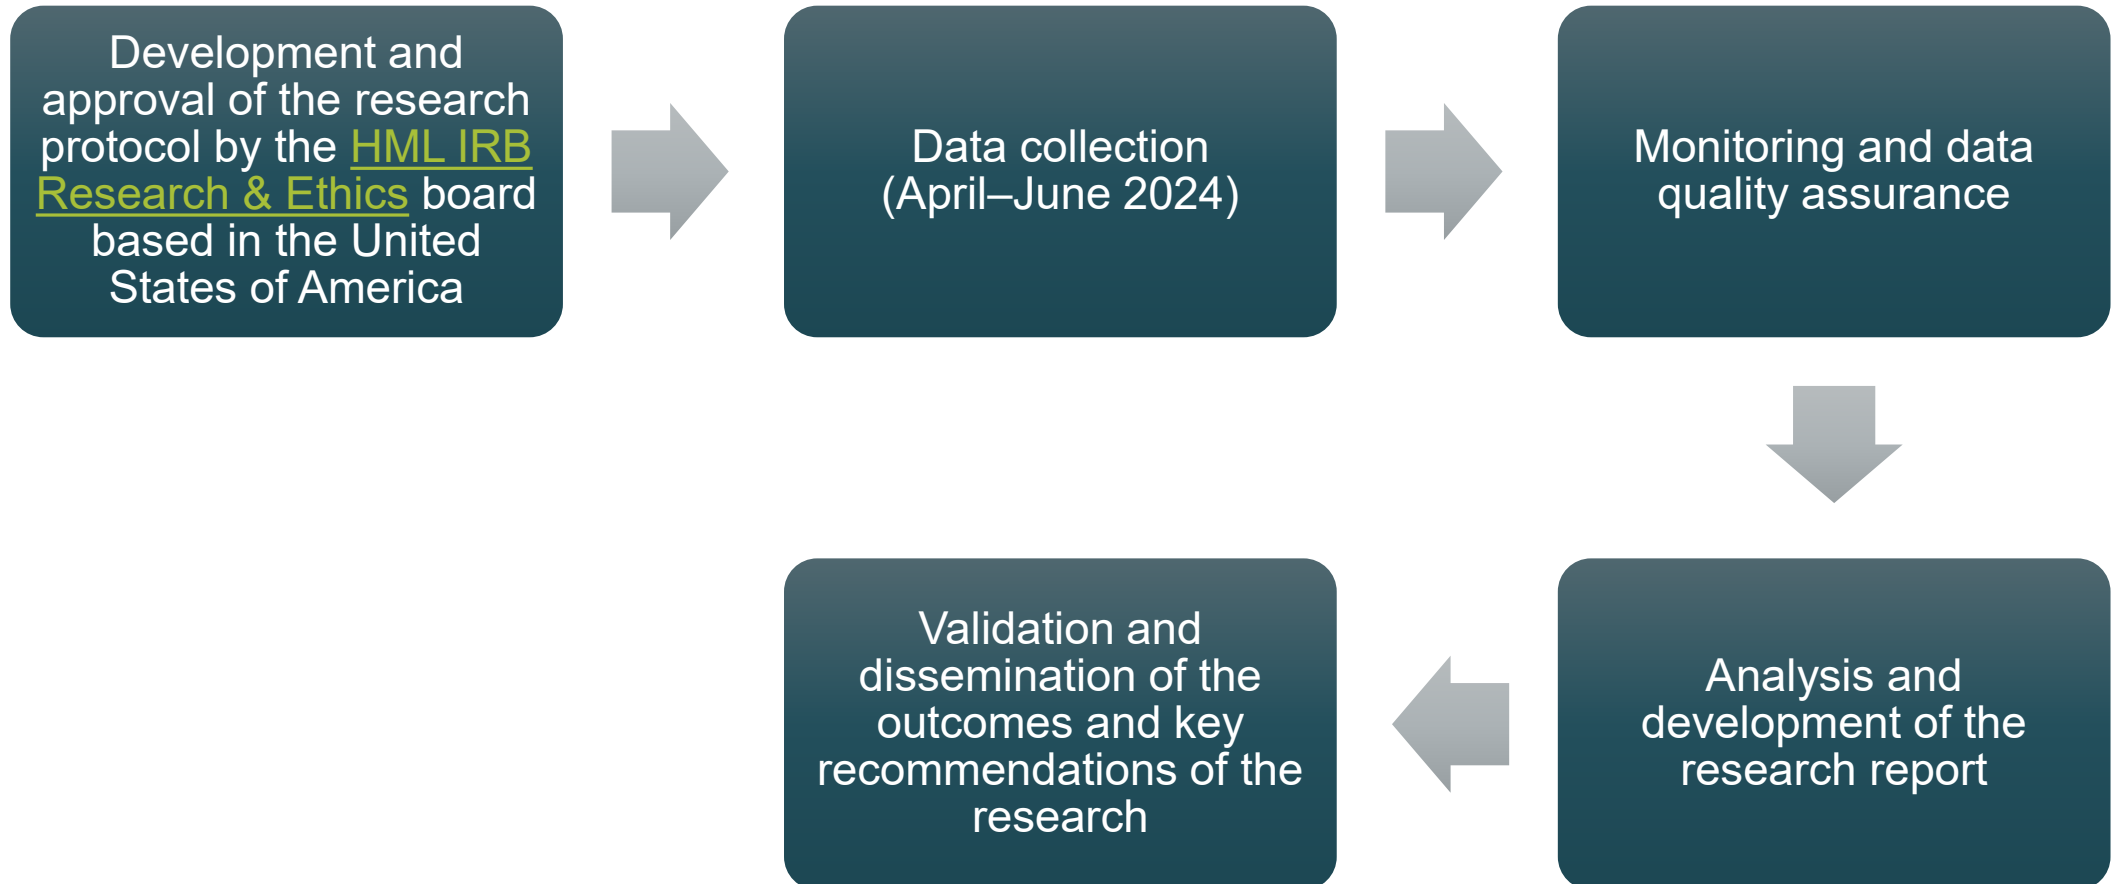 Development and
approval of the research
protocol by the HML IRB
Research & Ethics board
based in the United
States of America
Data collection
(April–June 2024)
Monitoring and data
quality assurance
Analysis and
development of the
research report
Validation and
dissemination of the
outcomes and key
recommendations of the
research